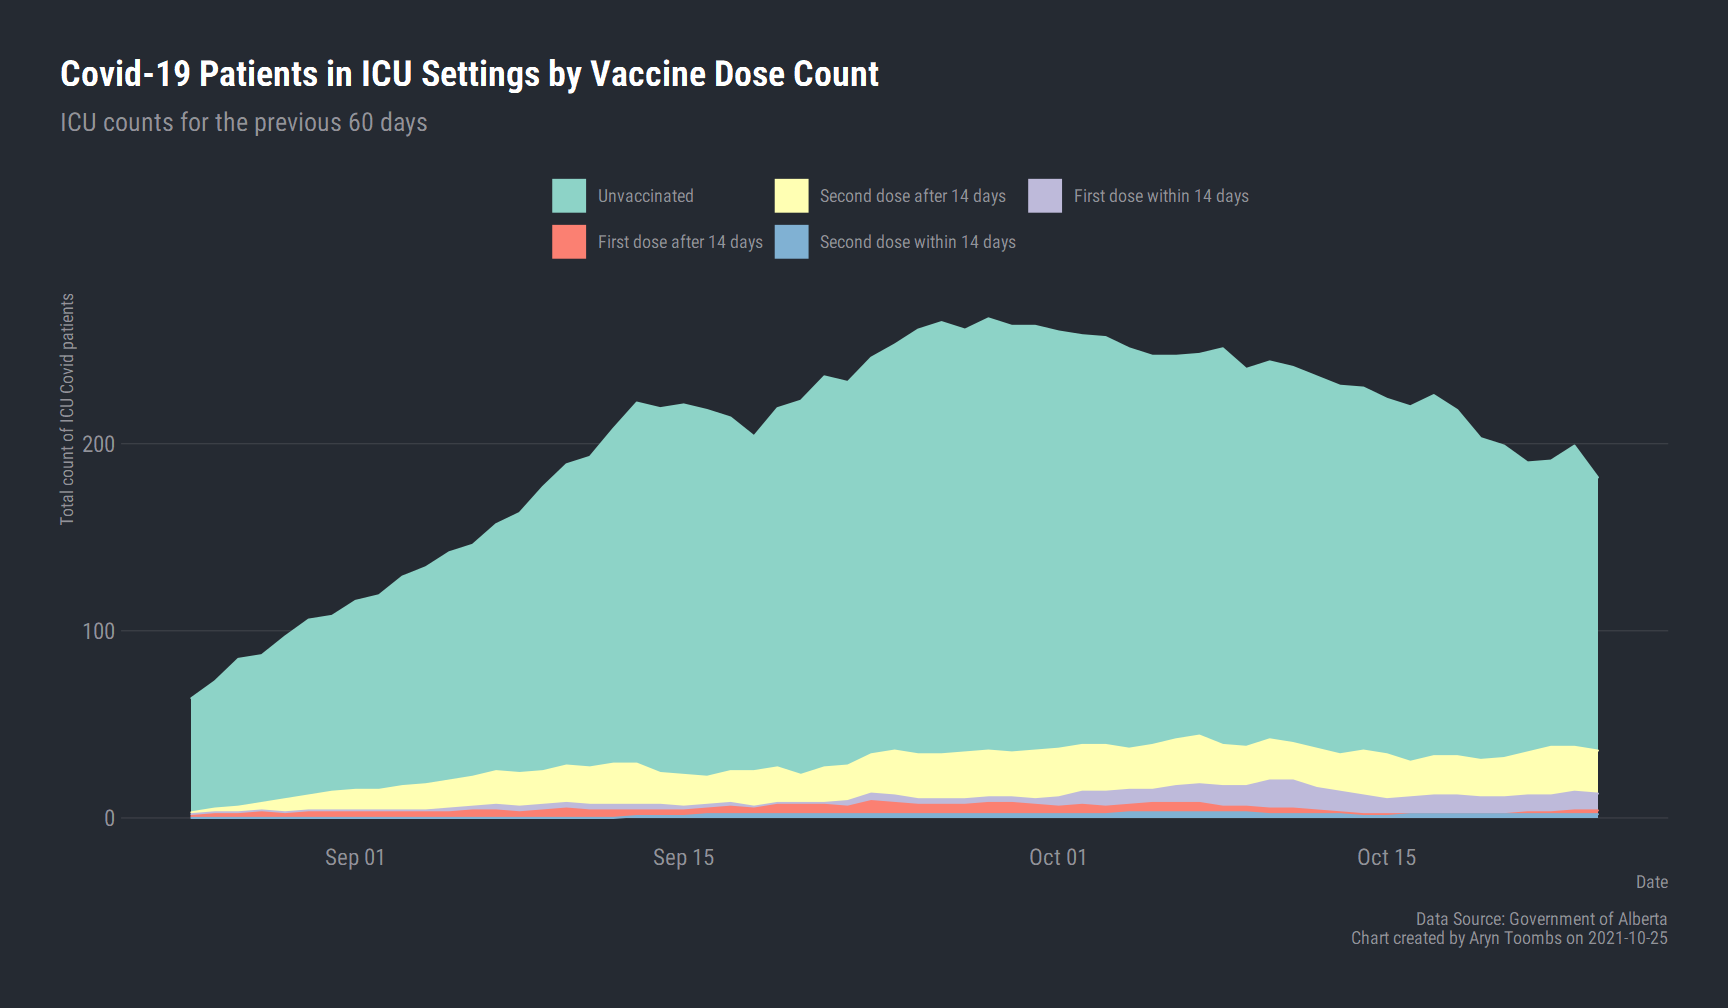 Covid-19 Patients in ICU Settings by Vaccine Dose Count
ICU counts for the previous 60 days
Unvaccinated
Second dose after 14 days
First dose within 14 days
First dose after 14 days
Second dose within 14 days
Total count of ICU Covid patients
200
100
0
Sep 01
Sep 15
Oct 01
Oct 15
Date
Data Source: Government of Alberta
Chart created by Aryn Toombs on 2021-10-25